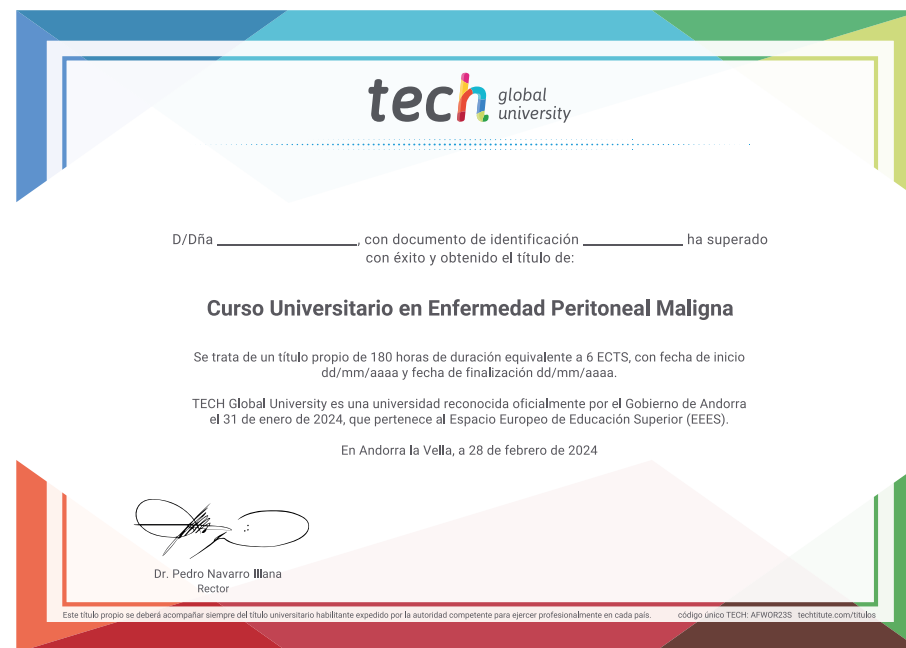 tech global university
D/Dña ____________________, con documento de identificación ______________ ha superado
con éxito y obtenido el título de:
Curso Universitario en Enfermedad Peritoneal Maligna
Se trata de un título propio de 180 horas de duración equivalente a 6 ECTS, con fecha de inicio
dd/mm/aaaa y fecha de finalización dd/mm/aaaa.
TECH Global University es una universidad reconocida oficialmente por el Gobierno de Andorra
el 31 de enero de 2024, que pertenece al Espacio Europeo de Educación Superior (EEES).
En Andorra la Vella, a 28 de febrero de 2024
Dr. Pedro Navarro Illana
Rector
Este título propio se deberá acompañar siempre del título universitario habilitante expedido por la autoridad competente para ejercer profesionalmente en cada país. código único TECH: AFWOR23S techtitute.com/titulos